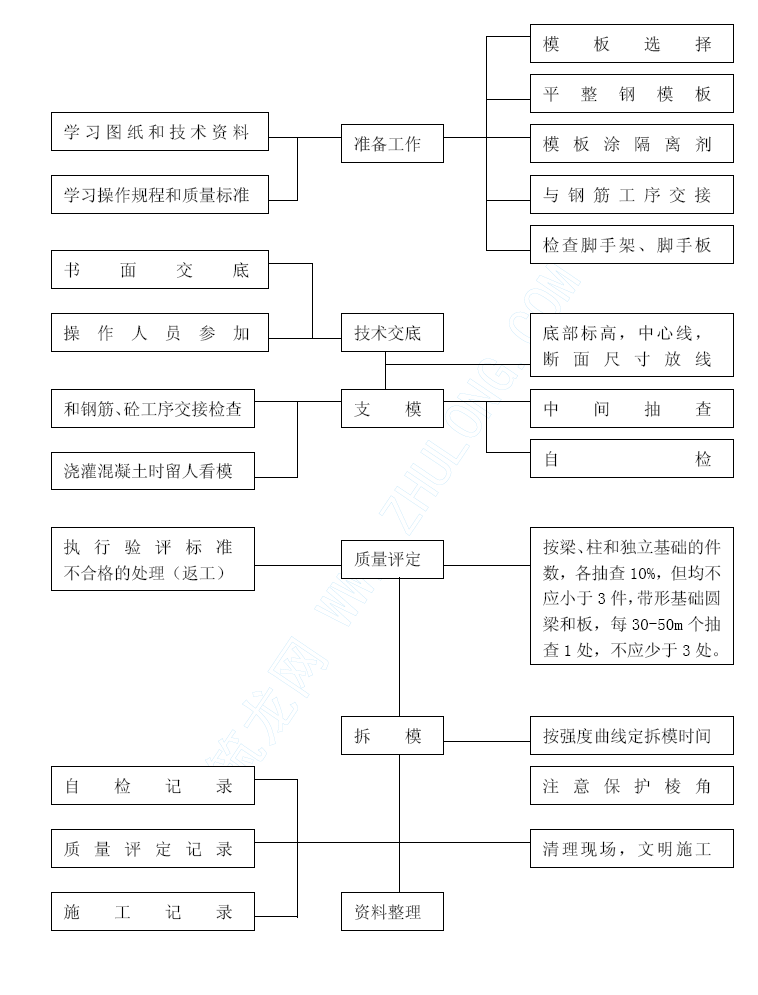 模板选择
平整钢模板
学习图纸和技术资料
准备工作
模板涂隔离剂
学习操作规程和质量标准
与钢筋工序交接
检查脚手架、脚手板
书面交底
操作人员参加
技术交底
底部标高，中心线，
断面尺寸放线
和钢筋、砼工序交接检查
支模
中间抽查
自检
浇灌混凝土时留人看模
执行验评标准
不合格的处理（返工）
质量评定
按梁、柱和独立基础的件
数，各抽查10%，但均不
应小于3件，带形基础圆
梁和板，每30-50m个抽
查1处，不应少于3处。
拆模
按强度曲线定拆模时间
自检记录
注意保护棱角
质量评定记录
清理现场，文明施工
施工记录
资料整理
筑龙网 WWW.ZHULONG.COM